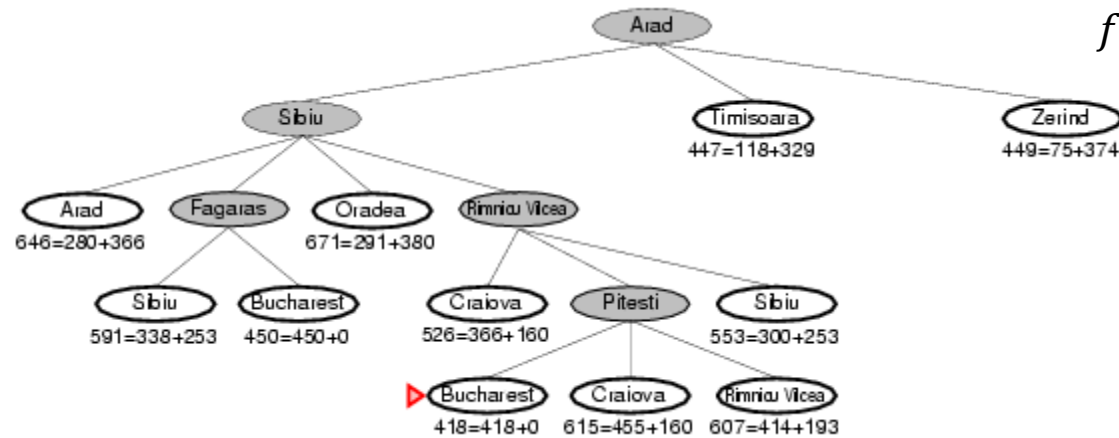 Arad
f
Sibiu
Timisoara
Zerind
447=118+329
449=75+374
Arad
Fagaras
Oradea
Rimnicu Vilcea
646=280+366
671=291+380
Sibiu
Bucharest
Craiova
Pitesti
Sibiu
591=338+253
450=450+0
526=366+160
553=300+253
Bucharest
Craiova
Rimnicu Vilcea
418=418+0
615=455+160
607=414+193